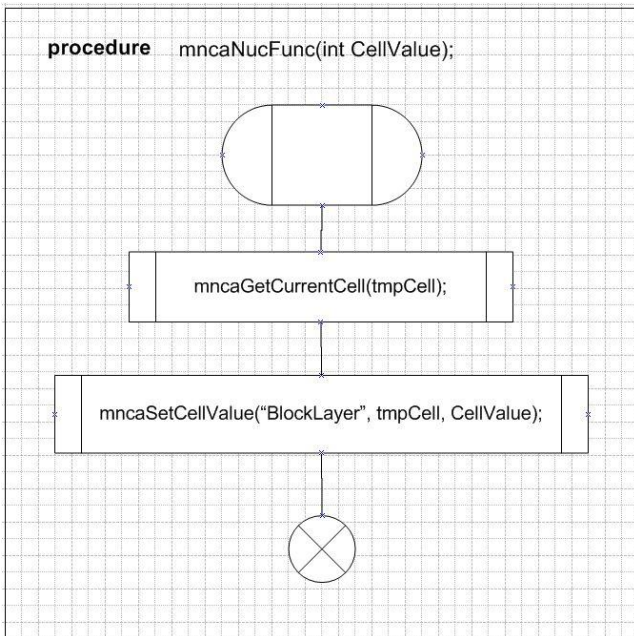 procedure mncaNucFunc(int CellValue);
mncaGetCurrentCell(tmpCell);
mncaSetCellValue(“BlockLayer”, tmpCell, CellValue);